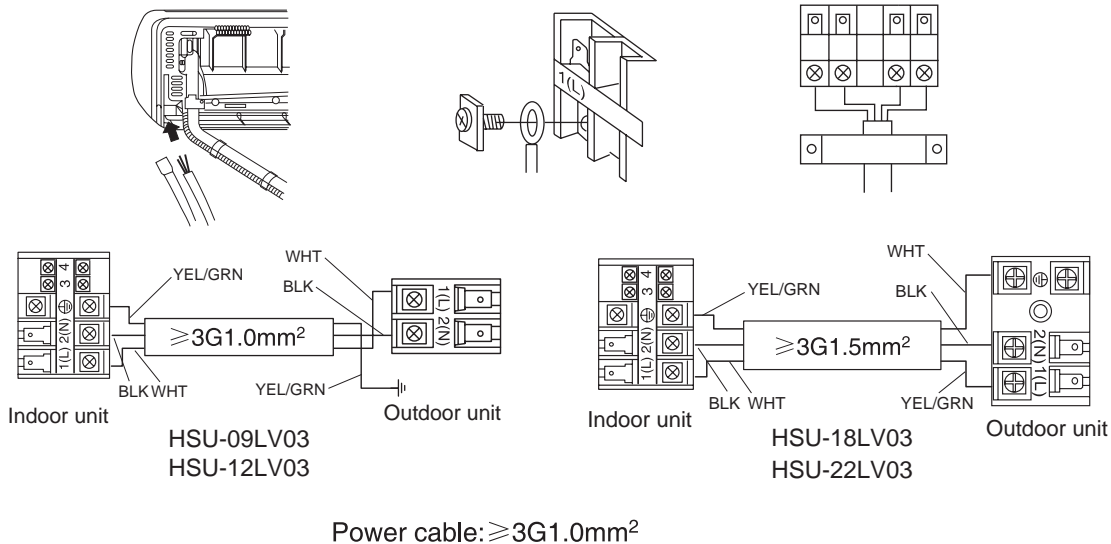 1(L)
WHT
YEL/GRN
BLK
4
3
2(N)
1(L)
≥3G1.0mm²
1(L) 2(N)
BLK WHT
YEL/GRN
Indoor unit
Outdoor unit
HSU-09LV03
HSU-12LV03
WHT
YEL/GRN
BLK
4
3
2(N)
1(L)
≥3G1.5mm²
2(N) 1(L)
BLK WHT
YEL/GRN
Indoor unit
Outdoor unit
HSU-18LV03
HSU-22LV03
Power cable:≥3G1.0mm²